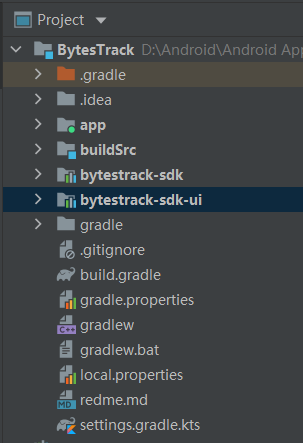 Project
BytesTrack D:\Android\Android App
.gradle
.idea
app
buildSrc
bytestrack-sdk
bytestrack-sdk-ui
gradle
.gitignore
build.gradle
gradle.properties
C++ gradlew
gradlew.bat
local.properties
MD redme.md
settings.gradle.kts